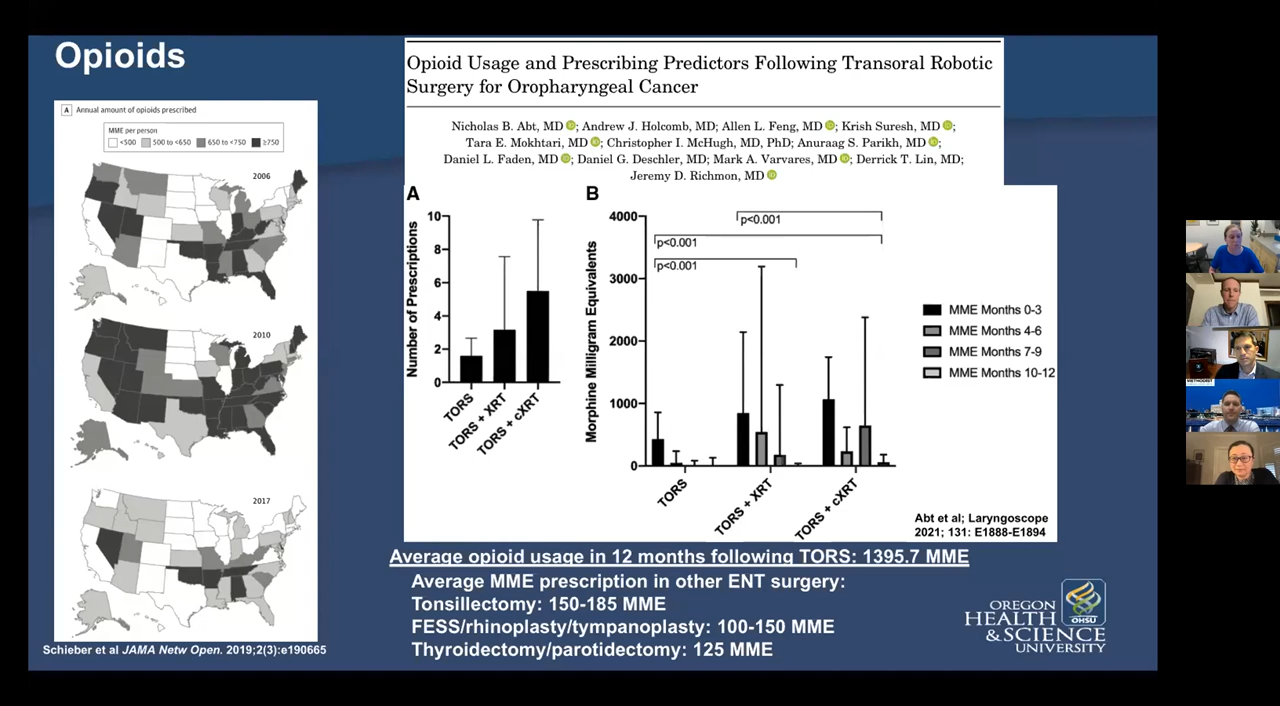 Opioids
A Annual amount of opioids prescribed
MME per person
<500 500 to <650 650 to <750 ≥750
2006
2010
2017
Schieber et al JAMA Netw Open. 2019;2(3):e190665
Opioid Usage and Prescribing Predictors Following Transoral Robotic
Surgery for Oropharyngeal Cancer
Nicholas B. Abt, MD; Andrew J. Holcomb, MD; Allen L. Feng, MD; Krish Suresh, MD;
Tara E. Mokhtari, MD; Christopher I. McHugh, MD, PhD; Anuraag S. Parikh, MD;
Daniel L. Faden, MD; Daniel G. Deschler, MD; Mark A. Varvares, MD; Derrick T. Lin, MD;
Jeremy D. Richmon, MD
A
Number of Prescriptions
10
8
6
4
2
0
TORS
TORS + XRT
TORS + cXRT
B
Morphine Milligram Equivalents
4000
3000
2000
1000
0
p<0.001
p<0.001
p<0.001
TORS
TORS + XRT
TORS + cXRT
MME Months 0-3
MME Months 4-6
MME Months 7-9
MME Months 10-12
Abt et al; Laryngoscope
2021; 131: E1888-E1894
Average opioid usage in 12 months following TORS: 1395.7 MME
Average MME prescription in other ENT surgery:
Tonsillectomy: 150-185 MME
FESS/rhinoplasty/tympanoplasty: 100-150 MME
Thyroidectomy/parotidectomy: 125 MME
OREGON
HEALTH
&SCIENCE
UNIVERSITY
OHSU
METHODIST